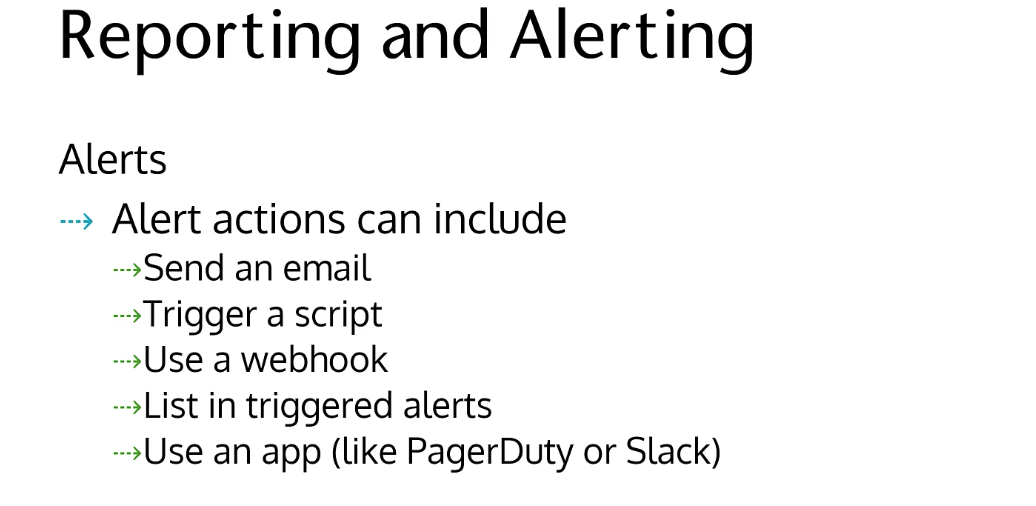 Reporting and Alerting
Alerts
Alert actions can include
Send an email
Trigger a script
Use a webhook
List in triggered alerts
Use an app (like PagerDuty or Slack)